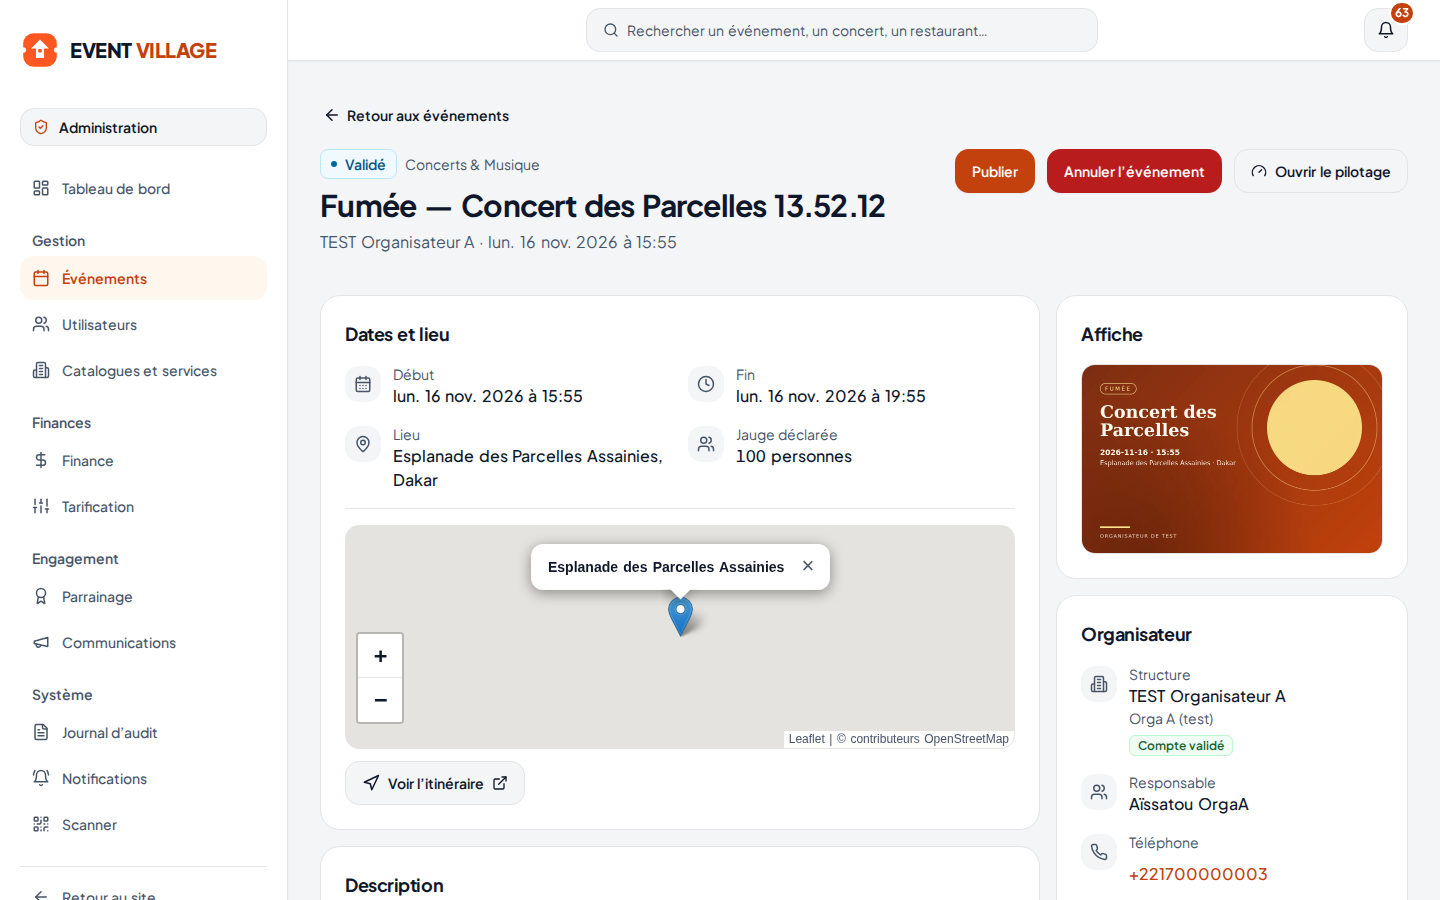 EVENT VILLAGE
Rechercher un événement, un concert, un restaurant...
63
Administration
Tableau de bord
Gestion
Événements
Utilisateurs
Catalogues et services
Finances
Finance
Tarification
Engagement
Parrainage
Communications
Système
Journal d'audit
Notifications
Scanner
Retour au site
Retour aux événements
Validé
Concerts & Musique
Publier
Annuler l'événement
Ouvrir le pilotage
Fumée — Concert des Parcelles 13.52.12
TEST Organisateur A · lun. 16 nov. 2026 à 15:55
Dates et lieu
Début
lun. 16 nov. 2026 à 15:55
Fin
lun. 16 nov. 2026 à 19:55
Lieu
Esplanade des Parcelles Assainies,
Dakar
Jauge déclarée
100 personnes
Esplanade des Parcelles Assainies
+
−
Leaflet | © contributeurs OpenStreetMap
Voir l'itinéraire
Description
Affiche
FUMÉE
Concert des
Parcelles
2026-11-16 · 15:55
Esplanade des Parcelles Assainies · Dakar
ORGANISATEUR DE TEST
Organisateur
Structure
TEST Organisateur A
Orga A (test)
Compte validé
Responsable
Aïssatou OrgaA
Téléphone
+221700000003